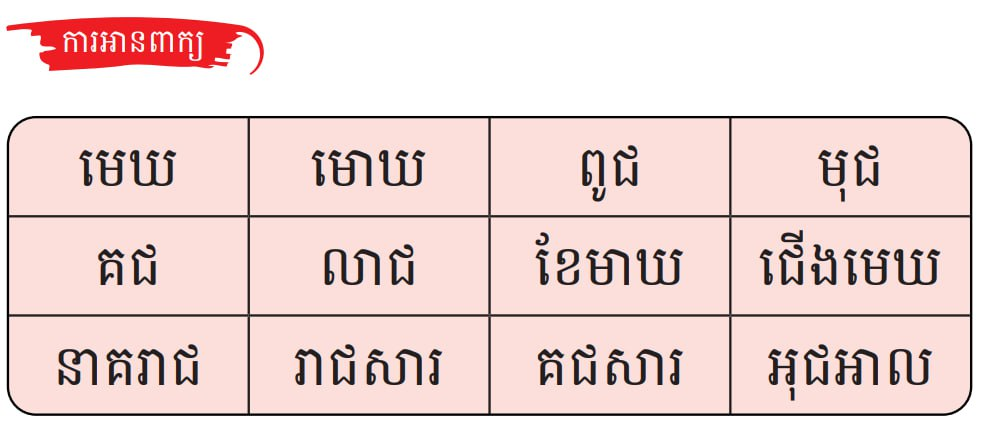 ការអានពាក្យ
មេឃ មោឃ ពូជ មុជ
គជ លាជ ខែមាឃ ជើងមេឃ
នាគរាជ រាជសារ គជសារ អុជអាល